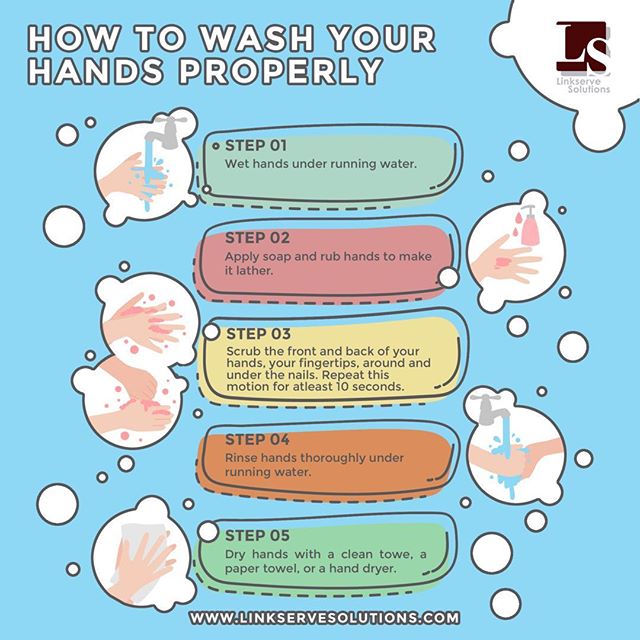 HOW TO WASH YOUR
HANDS PROPERLY
LS
Linkserve
Solutions
STEP 01
Wet hands under running water.
STEP 02
Apply soap and rub hands to make
it lather.
STEP 03
Scrub the front and back of your
hands, your fingertips, around and
under the nails. Repeat this
motion for atleast 10 seconds.
STEP 04
Rinse hands thoroughly under
running water.
STEP 05
Dry hands with a clean towe, a
paper towel, or a hand dryer.
WWW.LINKSERVESOLUTIONS.COM